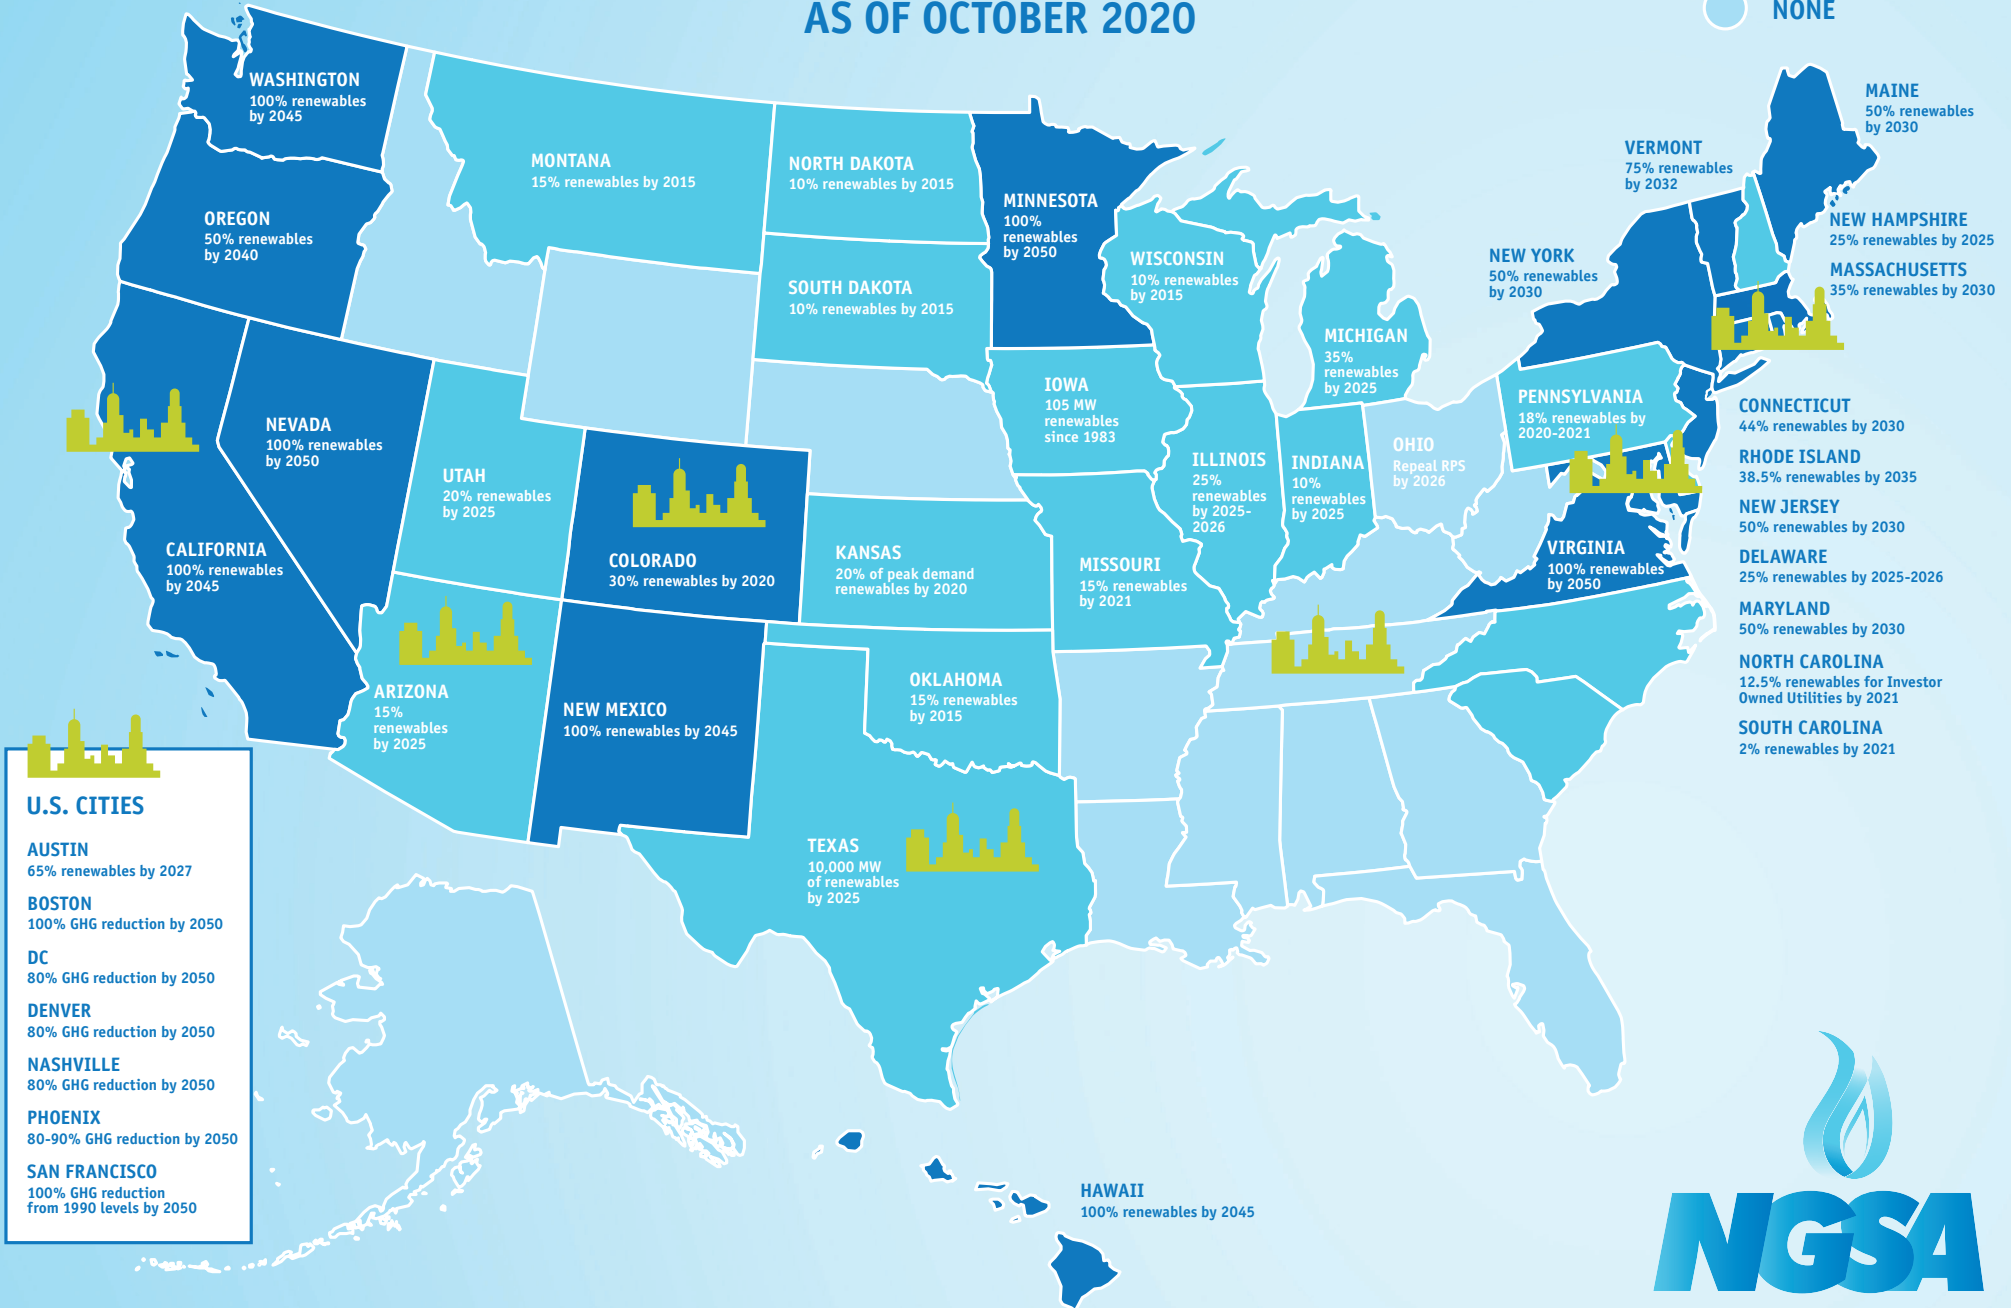 AS OF OCTOBER 2020
NONE
WASHINGTON
100% renewables
by 2045
OREGON
50% renewables
by 2040
CALIFORNIA
100% renewables
by 2045
NEVADA
100% renewables
by 2050
MONTANA
15% renewables by 2015
NORTH DAKOTA
10% renewables by 2015
SOUTH DAKOTA
10% renewables by 2015
MINNESOTA
100%
renewables
by 2050
WISCONSIN
10% renewables
by 2015
MICHIGAN
35%
renewables
by 2025
IOWA
105 MW
renewables
since 1983
ILLINOIS
25%
renewables
by 2025-
2026
INDIANA
10%
renewables
by 2025
OHIO
Repeal RPS
by 2026
PENNSYLVANIA
18% renewables by
2020-2021
NEW YORK
50% renewables
by 2030
VERMONT
75% renewables
by 2032
MAINE
50% renewables
by 2030
NEW HAMPSHIRE
25% renewables by 2025
MASSACHUSETTS
35% renewables by 2030
CONNECTICUT
44% renewables by 2030
RHODE ISLAND
38.5% renewables by 2035
NEW JERSEY
50% renewables by 2030
DELAWARE
25% renewables by 2025-2026
MARYLAND
50% renewables by 2030
NORTH CAROLINA
12.5% renewables for Investor
Owned Utilities by 2021
SOUTH CAROLINA
2% renewables by 2021
VIRGINIA
100% renewables
by 2050
UTAH
20% renewables
by 2025
COLORADO
30% renewables by 2020
KANSAS
20% of peak demand
renewables by 2020
MISSOURI
15% renewables
by 2021
ARIZONA
15%
renewables
by 2025
NEW MEXICO
100% renewables by 2045
OKLAHOMA
15% renewables
by 2015
TEXAS
10,000 MW
of renewables
by 2025
HAWAII
100% renewables by 2045
U.S. CITIES
AUSTIN
65% renewables by 2027
BOSTON
100% GHG reduction by 2050
DC
80% GHG reduction by 2050
DENVER
80% GHG reduction by 2050
NASHVILLE
80% GHG reduction by 2050
PHOENIX
80-90% GHG reduction by 2050
SAN FRANCISCO
100% GHG reduction
from 1990 levels by 2050
NGSA